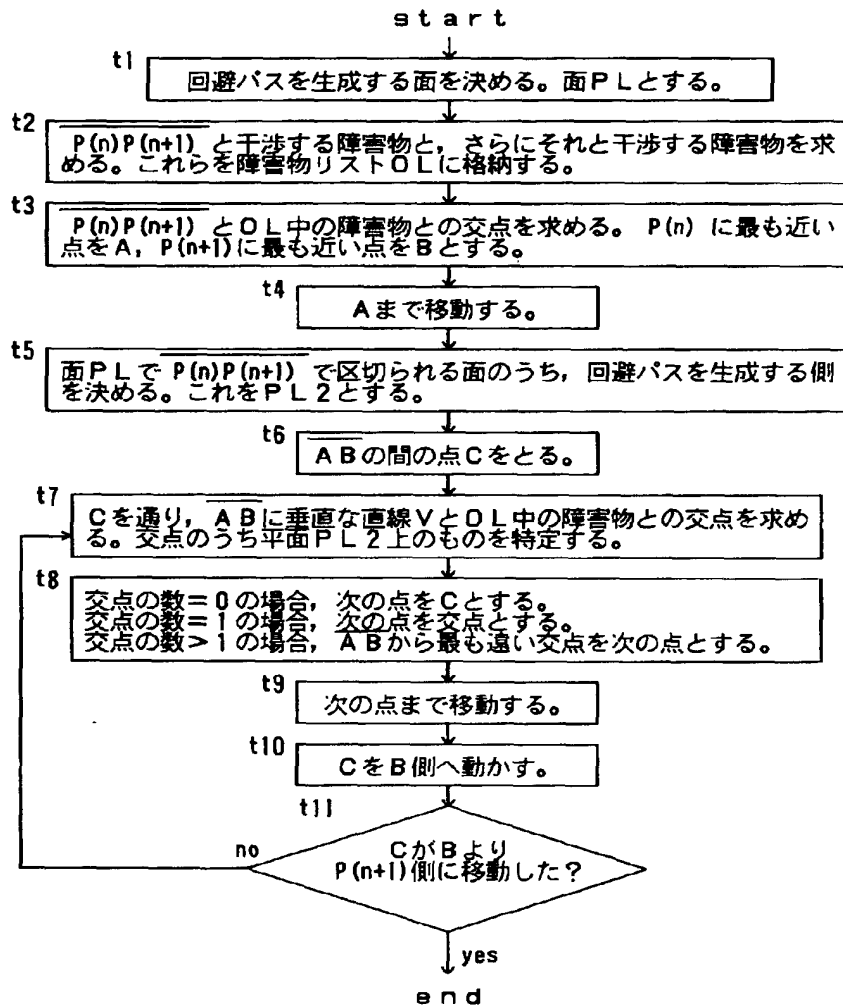 start
t1
回避パスを生成する面を決める。面PLとする。
t2
P(n)P(n+1) と干渉する障害物と，さらにそれと干渉する障害物を求
める。これらを障害物リストOLに格納する。
t3
P(n)P(n+1) とOL中の障害物との交点を求める。 P(n) に最も近い
点をA，P(n+1)に最も近い点をBとする。
t4
Aまで移動する。
t5
面PLで P(n)P(n+1) で区切られる面のうち，回避パスを生成する側
を決める。これをPL2とする。
t6
ABの間の点Cをとる。
t7
Cを通り，ABに垂直な直線VとOL中の障害物との交点を求め
る。交点のうち平面PL2上のものを特定する。
t8
交点の数＝0の場合，次の点をCとする。
交点の数＝1の場合，次の点を交点とする。
交点の数＞1の場合，ABから最も遠い交点を次の点とする。
t9
次の点まで移動する。
t10
CをB側へ動かす。
t11
CがBより
P(n+1)側に移動した？
no
yes
end